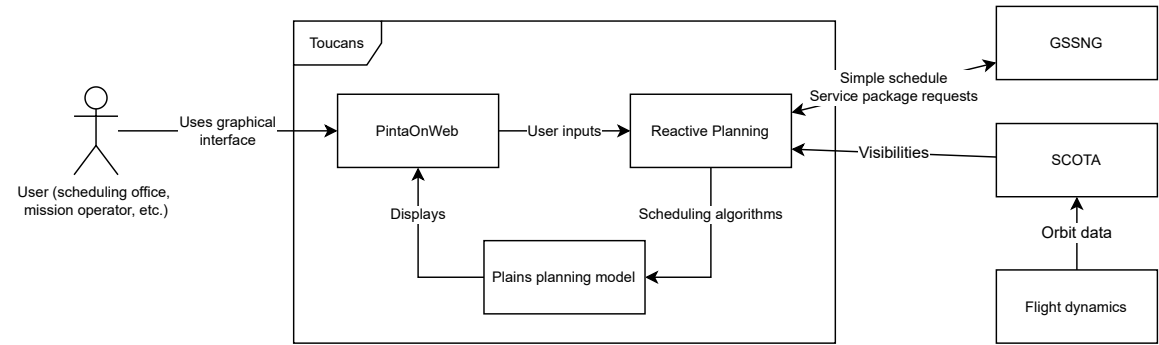 Toucans
GSSNG
Simple schedule
Service package requests
Uses graphical
interface
PintaOnWeb
User inputs
Reactive Planning
Visibilities
SCOTA
User (scheduling office,
mission operator, etc.)
Displays
Scheduling algorithms
Orbit data
Plains planning model
Flight dynamics